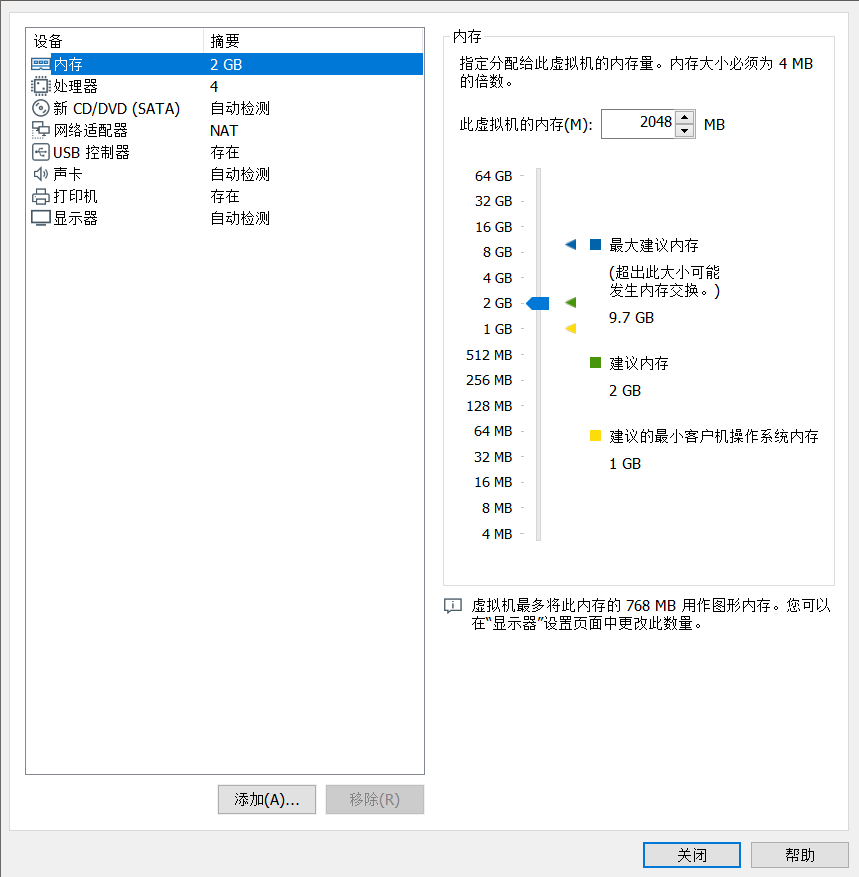 设备 摘要
内存 2 GB
处理器 4
新 CD/DVD (SATA) 自动检测
网络适配器 NAT
USB 控制器 存在
声卡 自动检测
打印机 存在
显示器 自动检测
添加(A)... 移除(R)
内存
指定分配给此虚拟机的内存量。内存大小必须为 4 MB
的倍数。
此虚拟机的内存(M): 2048 MB
64 GB
32 GB
16 GB
8 GB
4 GB
2 GB
1 GB
512 MB
256 MB
128 MB
64 MB
32 MB
16 MB
8 MB
4 MB
最大建议内存
(超出此大小可能
发生内存交换。)
9.7 GB
建议内存
2 GB
建议的最小客户机操作系统内存
1 GB
虚拟机最多将此内存的 768 MB 用作图形内存。您可以
在“显示器”设置页面中更改此数量。
关闭 帮助